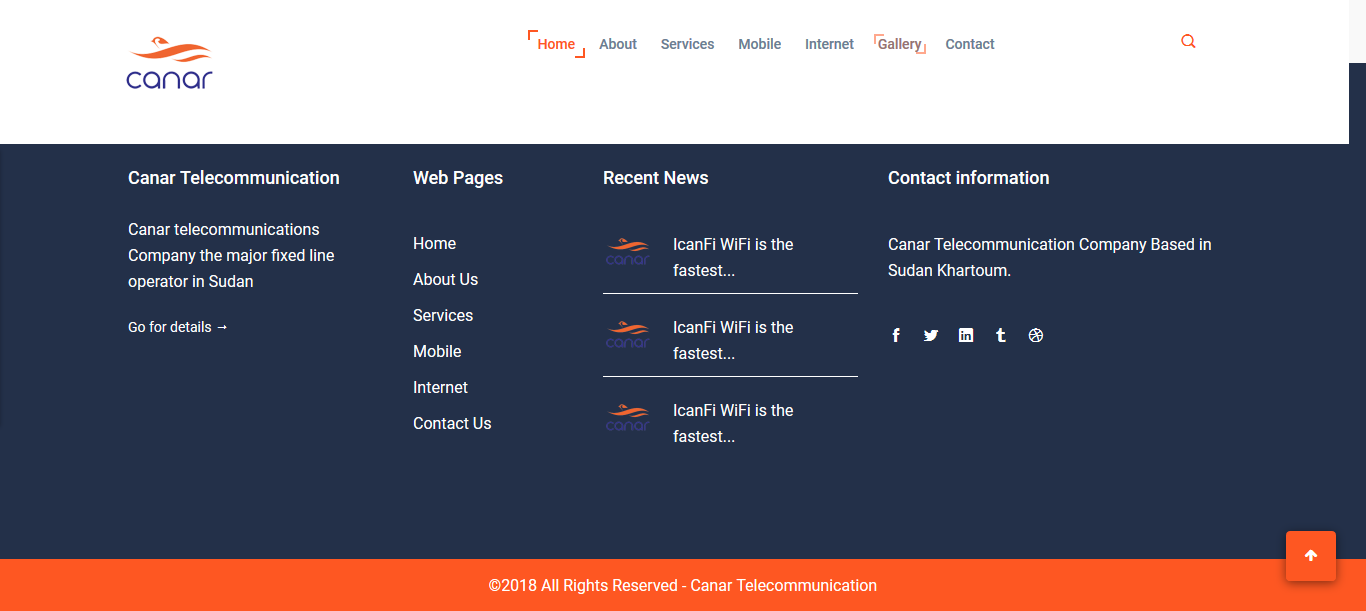 canar
Home About Services Mobile Internet Gallery Contact
Canar Telecommunication
Canar telecommunications
Company the major fixed line
operator in Sudan
Go for details →
Web Pages
Home
About Us
Services
Mobile
Internet
Contact Us
Recent News
canar
IcanFi WiFi is the
fastest...
canar
IcanFi WiFi is the
fastest...
canar
IcanFi WiFi is the
fastest...
Contact information
Canar Telecommunication Company Based in
Sudan Khartoum.
©2018 All Rights Reserved - Canar Telecommunication